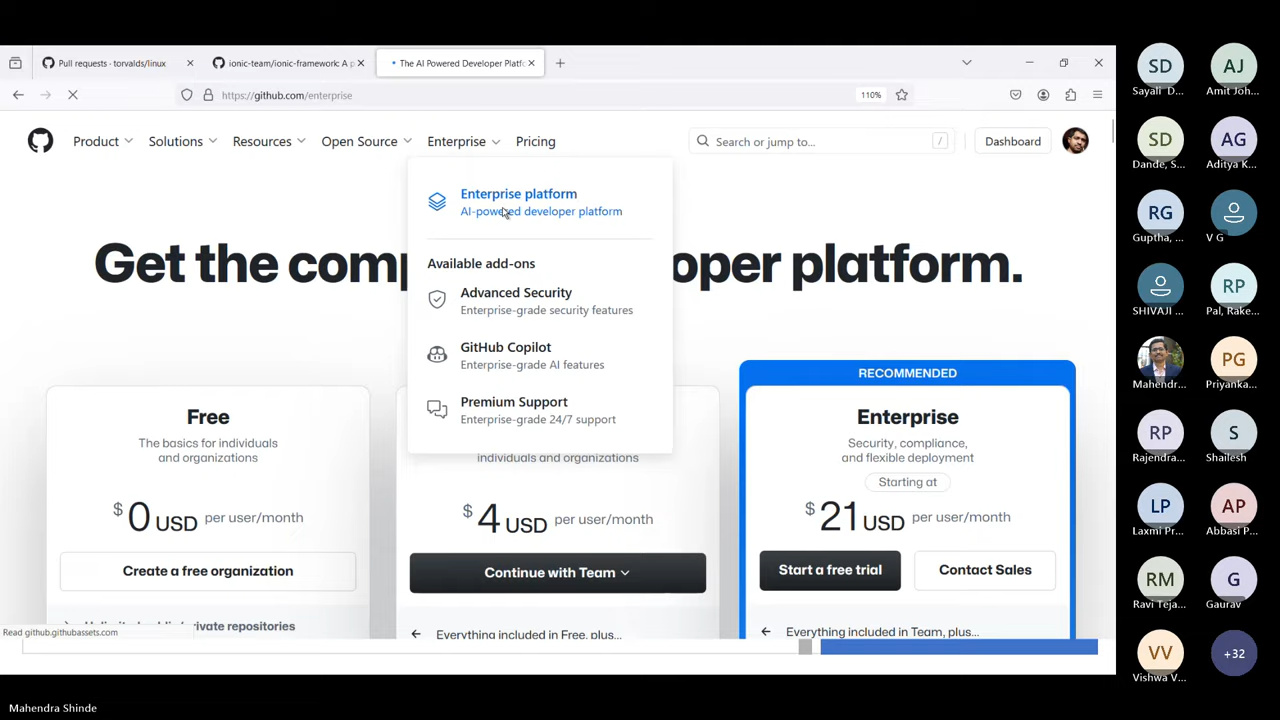 Pull requests · torvalds/linux
ionic-team/ionic-framework: A p
The AI Powered Developer Platf
https://github.com/enterprise
110%
Product
Solutions
Resources
Open Source
Enterprise
Pricing
Search or jump to...
/
Dashboard
Enterprise platform
AI-powered developer platform
Available add-ons
Advanced Security
Enterprise-grade security features
GitHub Copilot
Enterprise-grade AI features
Premium Support
Enterprise-grade 24/7 support
Get the comp
oper platform.
Free
The basics for individuals
and organizations
$ 0 USD per user/month
Create a free organization
private repositories
individuals and organizations
$ 4 USD per user/month
Continue with Team
Everything included in Free, plus...
RECOMMENDED
Enterprise
Security, compliance,
and flexible deployment
Starting at
$ 21 USD per user/month
Start a free trial
Contact Sales
Everything included in Team, plus...
Read github.githubassets.com
SD
Sayali D...
AJ
Amit Joh...
SD
Dande, S...
AG
Aditya K...
RG
Guptha, ...
V G
SHIVAJI ...
RP
Pal, Rake...
Mahendr...
PG
Priyanka...
RP
Rajendra...
S
Shailesh
LP
Laxmi Pr...
AP
Abbasi P...
RM
Ravi Teja...
G
Gaurav
VV
Vishwa V...
+32
Mahendra Shinde